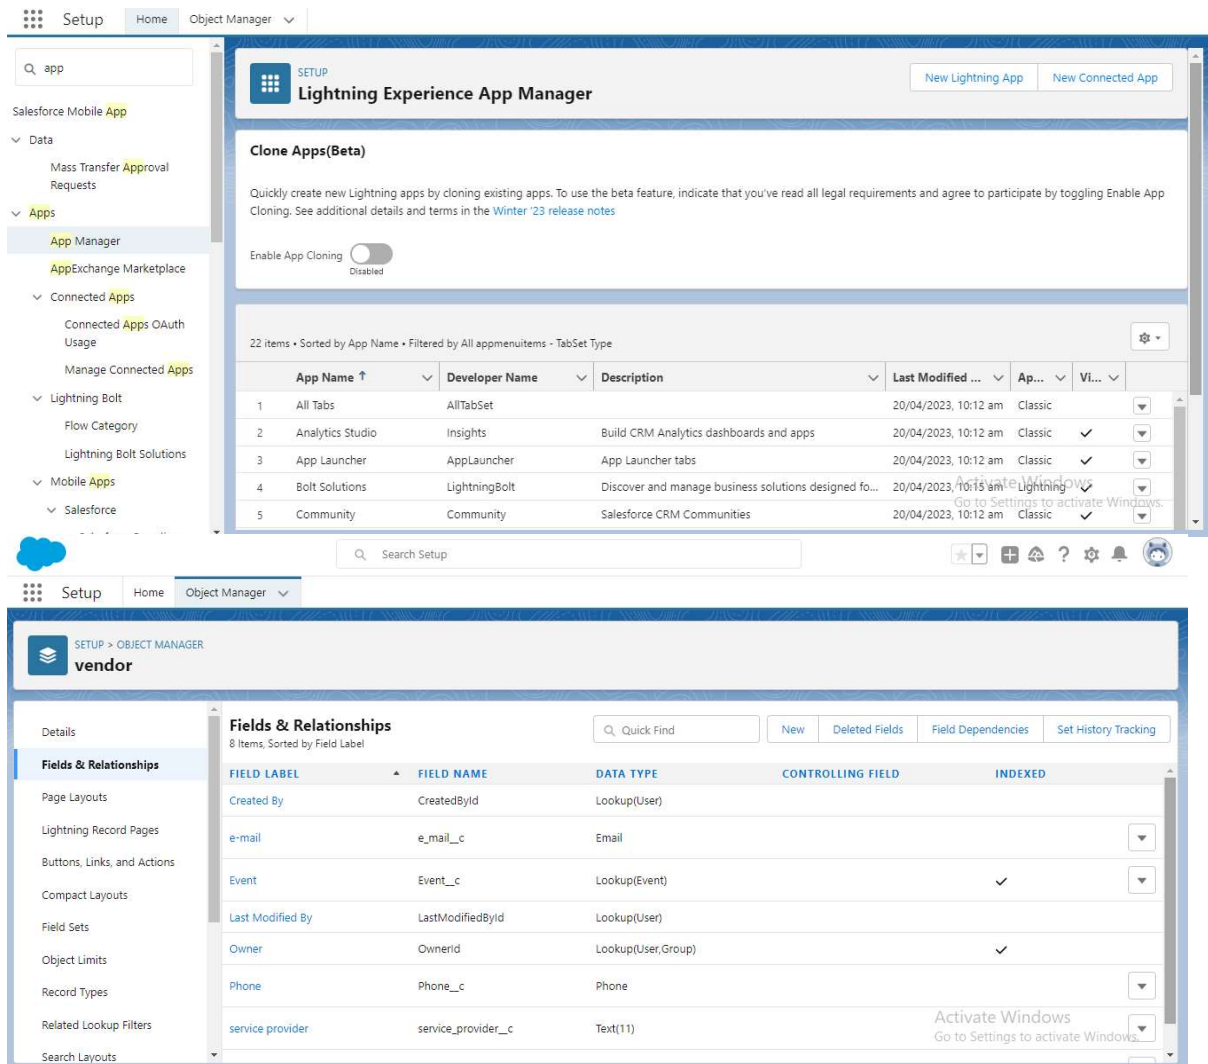 Setup Home Object Manager
app
Salesforce Mobile App
Data
Mass Transfer Approval
Requests
Apps
App Manager
AppExchange Marketplace
Connected Apps
Connected Apps OAuth
Usage
Manage Connected Apps
Lightning Bolt
Flow Category
Lightning Bolt Solutions
Mobile Apps
Salesforce
SETUP
Lightning Experience App Manager
New Lightning App New Connected App
Clone Apps(Beta)
Quickly create new Lightning apps by cloning existing apps. To use the beta feature, indicate that you've read all legal requirements and agree to participate by toggling Enable App
Cloning. See additional details and terms in the Winter '23 release notes
Enable App Cloning
Disabled
22 items • Sorted by App Name • Filtered by All appmenuitems - TabSet Type
App Name ↑ Developer Name Description Last Modified ... Ap... Vi...
1 All Tabs AllTabSet 20/04/2023, 10:12 am Classic
2 Analytics Studio Insights Build CRM Analytics dashboards and apps 20/04/2023, 10:12 am Classic
3 App Launcher AppLauncher App Launcher tabs 20/04/2023, 10:12 am Classic
4 Bolt Solutions LightningBolt Discover and manage business solutions designed fo... 20/04/2023, 10:15 am Lightning
5 Community Community Salesforce CRM Communities 20/04/2023, 10:12 am Classic
Activate Windows
Go to Settings to activate Windows.
Search Setup
Setup Home Object Manager
SETUP > OBJECT MANAGER
vendor
Details
Fields & Relationships
Page Layouts
Lightning Record Pages
Buttons, Links, and Actions
Compact Layouts
Field Sets
Object Limits
Record Types
Related Lookup Filters
Search Layouts
Fields & Relationships
8 Items, Sorted by Field Label
Quick Find New Deleted Fields Field Dependencies Set History Tracking
FIELD LABEL FIELD NAME DATA TYPE CONTROLLING FIELD INDEXED
Created By CreatedById Lookup(User)
e-mail e_mail__c Email
Event Event__c Lookup(Event)
Last Modified By LastModifiedById Lookup(User)
Owner OwnerId Lookup(User,Group)
Phone Phone__c Phone
service provider service_provider__c Text(11)
Activate Windows
Go to Settings to activate Windows.